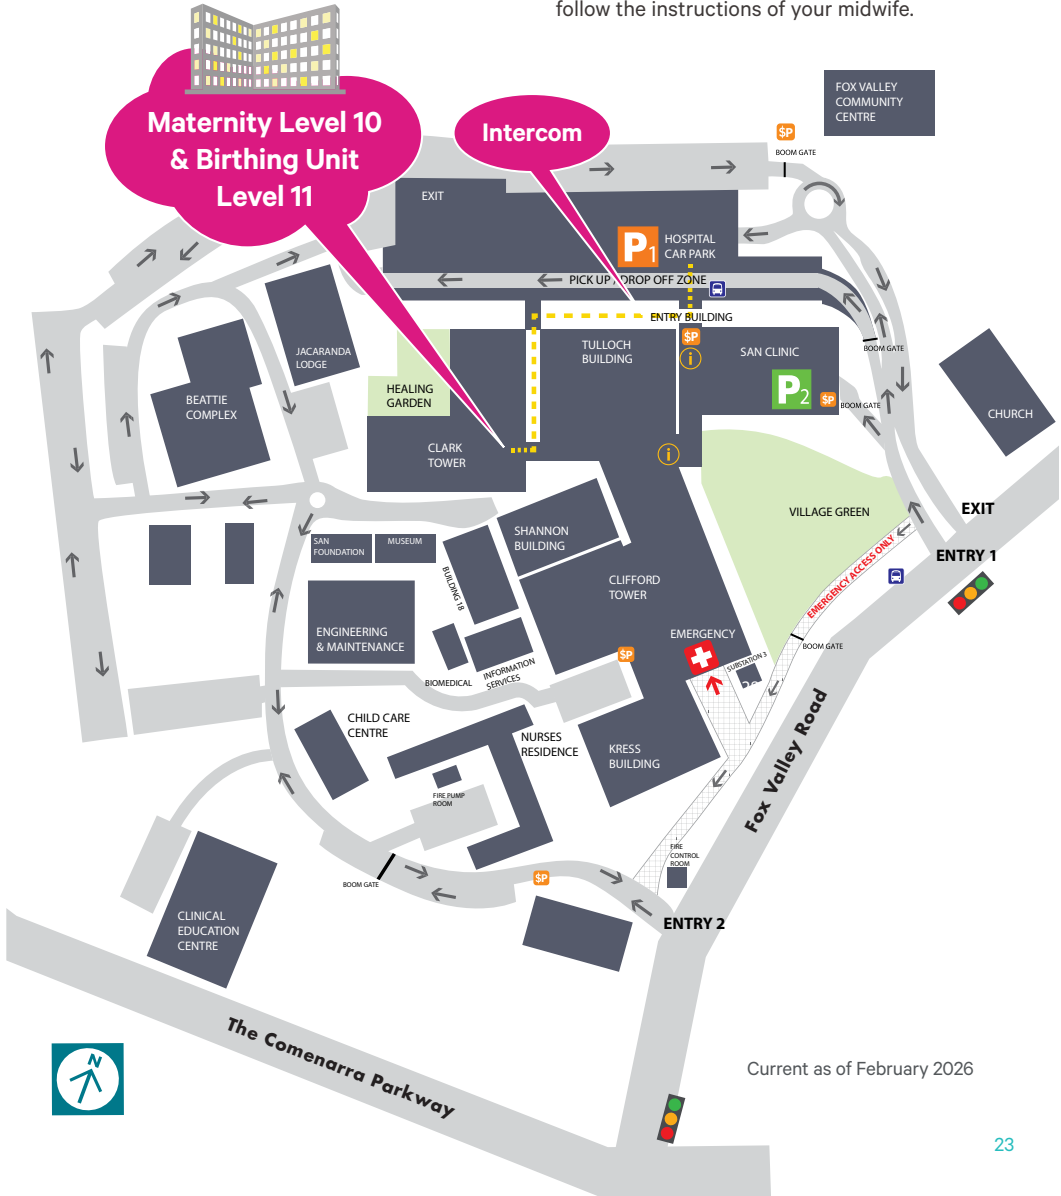 follow the instructions of your midwife.
Maternity Level 10
& Birthing Unit
Level 11
Intercom
FOX VALLEY
COMMUNITY
CENTRE
$P
BOOM GATE
EXIT
P1
HOSPITAL
CAR PARK
PICK UP / DROP OFF ZONE
ENTRY BUILDING
$P
i
TULLOCH
BUILDING
SAN CLINIC
P2
$P
BOOM GATE
BOOM GATE
JACARANDA
LODGE
BEATTIE
COMPLEX
HEALING
GARDEN
CLARK
TOWER
i
CHURCH
VILLAGE GREEN
EXIT
ENTRY 1
EMERGENCY ACCESS ONLY
BOOM GATE
SAN
FOUNDATION
MUSEUM
BUILDING 18
SHANNON
BUILDING
CLIFFORD
TOWER
EMERGENCY
SUBSTATION 3
ENGINEERING
& MAINTENANCE
BIOMEDICAL
INFORMATION
SERVICES
$P
CHILD CARE
CENTRE
NURSES
RESIDENCE
KRESS
BUILDING
FIRE PUMP
ROOM
Fox Valley Road
FIRE
CONTROL
ROOM
BOOM GATE
$P
ENTRY 2
CLINICAL
EDUCATION
CENTRE
The Comenarra Parkway
N
Current as of February 2026
23